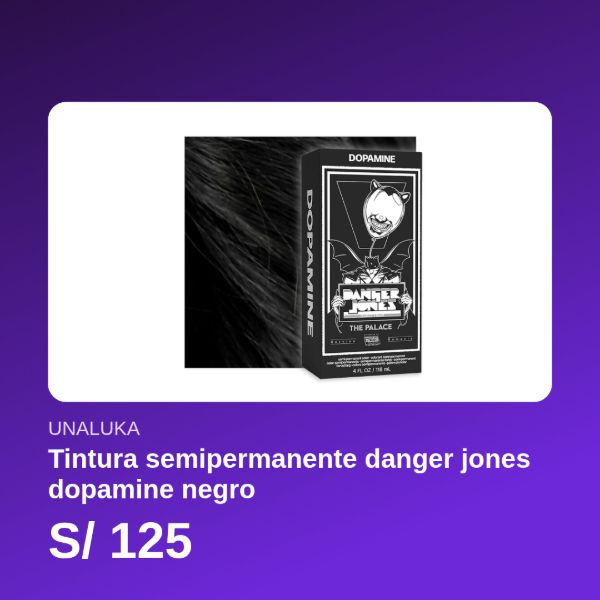 DOPAMINE
DOPAMINE
DANGER
JONES
THE PALACE
4 FL OZ / 118 mL
UNALUKA
Tintura semipermanente danger jones
dopamine negro
S/ 125